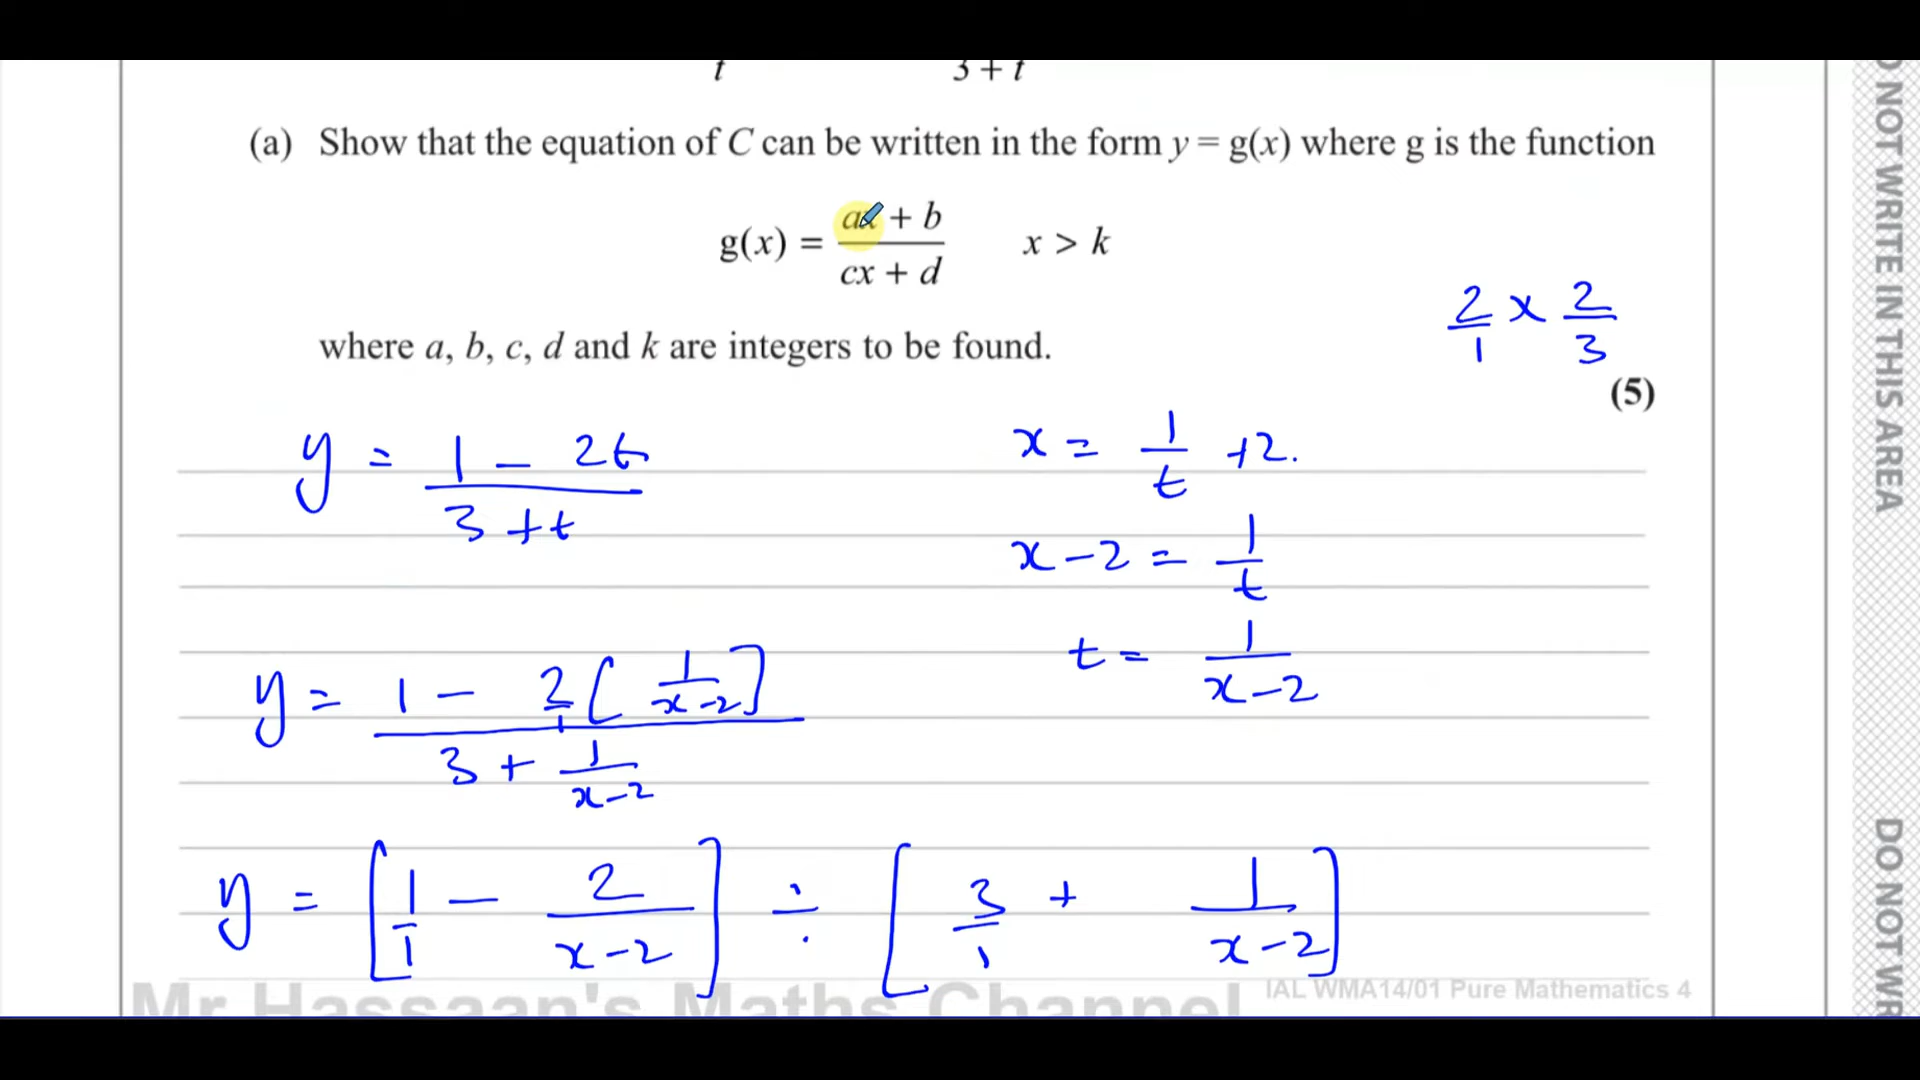 t 3 + t
(a) Show that the equation of C can be written in the form y = g(x) where g is the function
g(x) = (ax + b)/(cx + d) x > k
where a, b, c, d and k are integers to be found.
2/1 x 2/3
(5)
y = (1 - 2t)/(3 + t)
x = 1/t + 2.
x - 2 = 1/t
t = 1/(x - 2)
y = (1 - 2/1 (1/(x-2)])/(3 + 1/(x-2))
y = [1/1 - 2/(x-2)] ÷ [3/1 + 1/(x-2)]
IAL WMA14/01 Pure Mathematics 4
Mr Hassaan's Maths Channel
O NOT WRITE IN THIS AREA
DO NOT WR